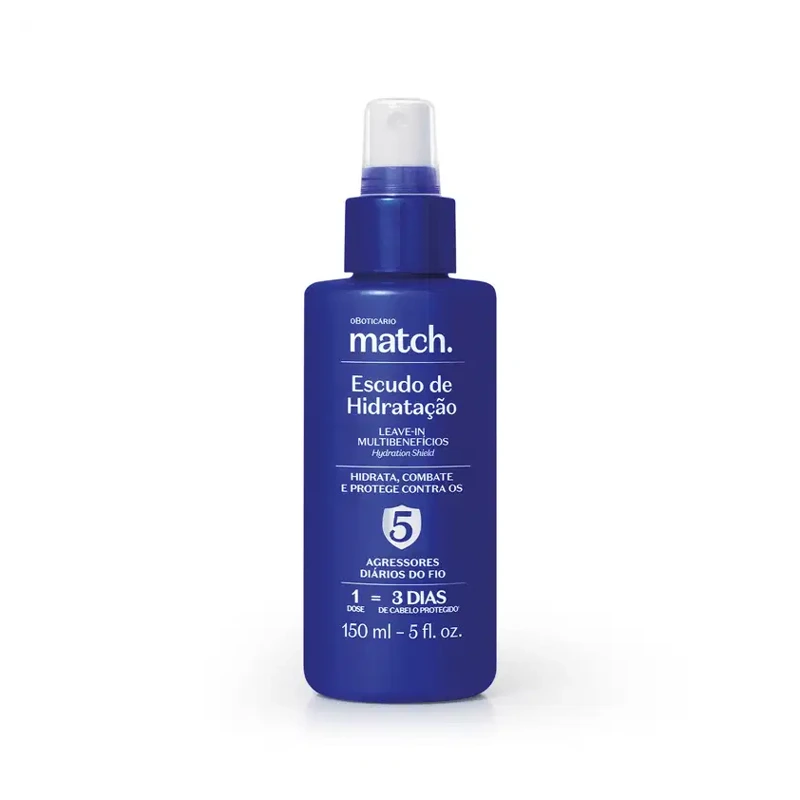 oBoticário
match.
Escudo de
Hidratação
LEAVE-IN
MULTIBENEFÍCIOS
Hydration Shield
HIDRATA, COMBATE
E PROTEGE CONTRA OS
5
AGRESSORES
DIÁRIOS DO FIO
1 = 3 DIAS
DOSE DE CABELO PROTEGIDO
150 ml – 5 fl. oz.